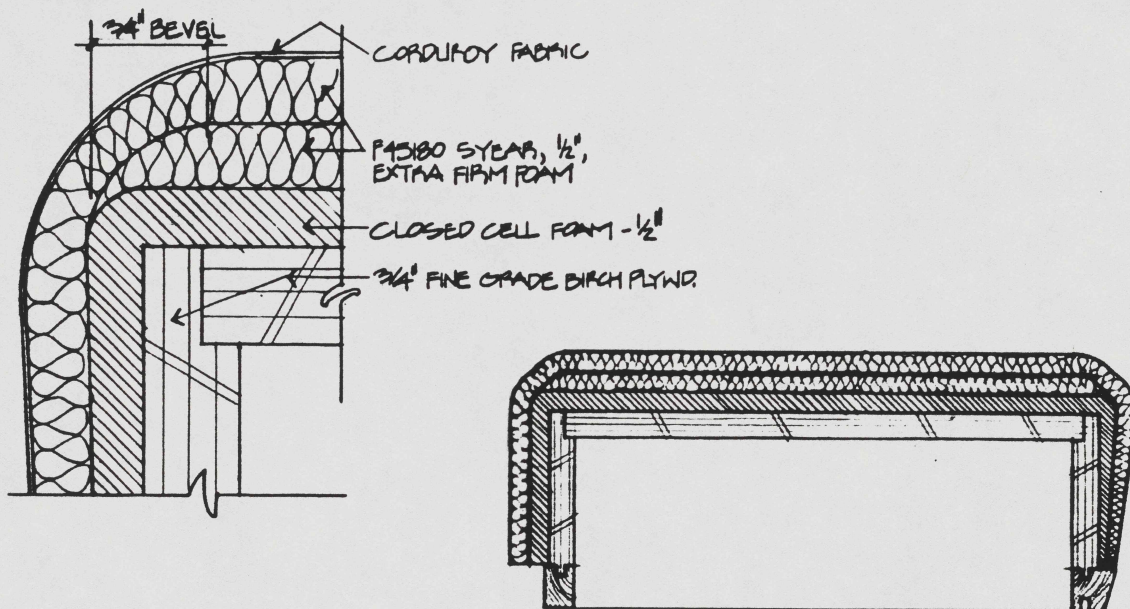 3/4" BEVEL
CORDUROY FABRIC
P45180 5YEAR, 1/2",
EXTRA FIRM FOAM
CLOSED CELL FOAM - 1/2"
3/4" FINE GRADE BIRCH PLYWD.